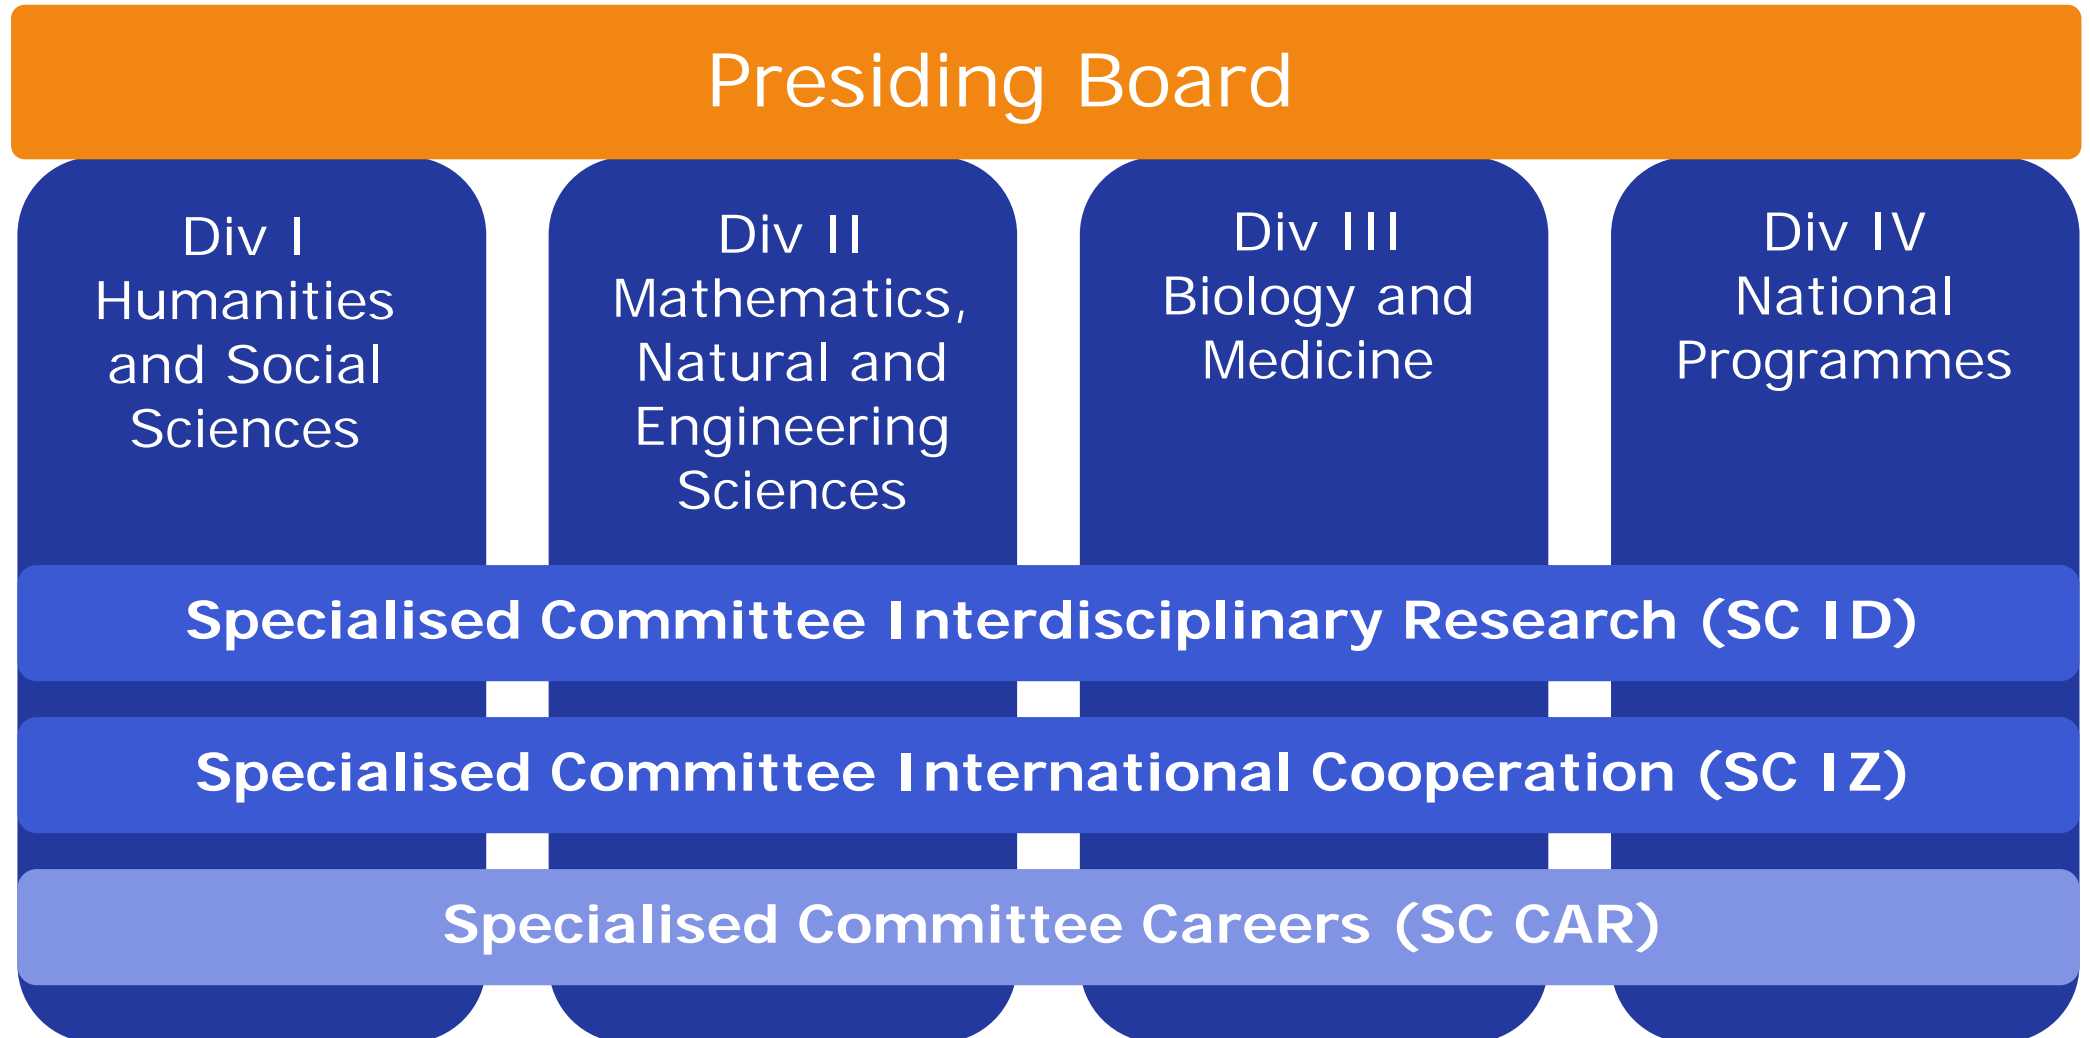 Presiding Board
Div I
Humanities
and Social
Sciences
Div II
Mathematics,
Natural and
Engineering
Sciences
Div III
Biology and
Medicine
Div IV
National
Programmes
Specialised Committee Interdisciplinary Research (SC ID)
Specialised Committee International Cooperation (SC IZ)
Specialised Committee Careers (SC CAR)